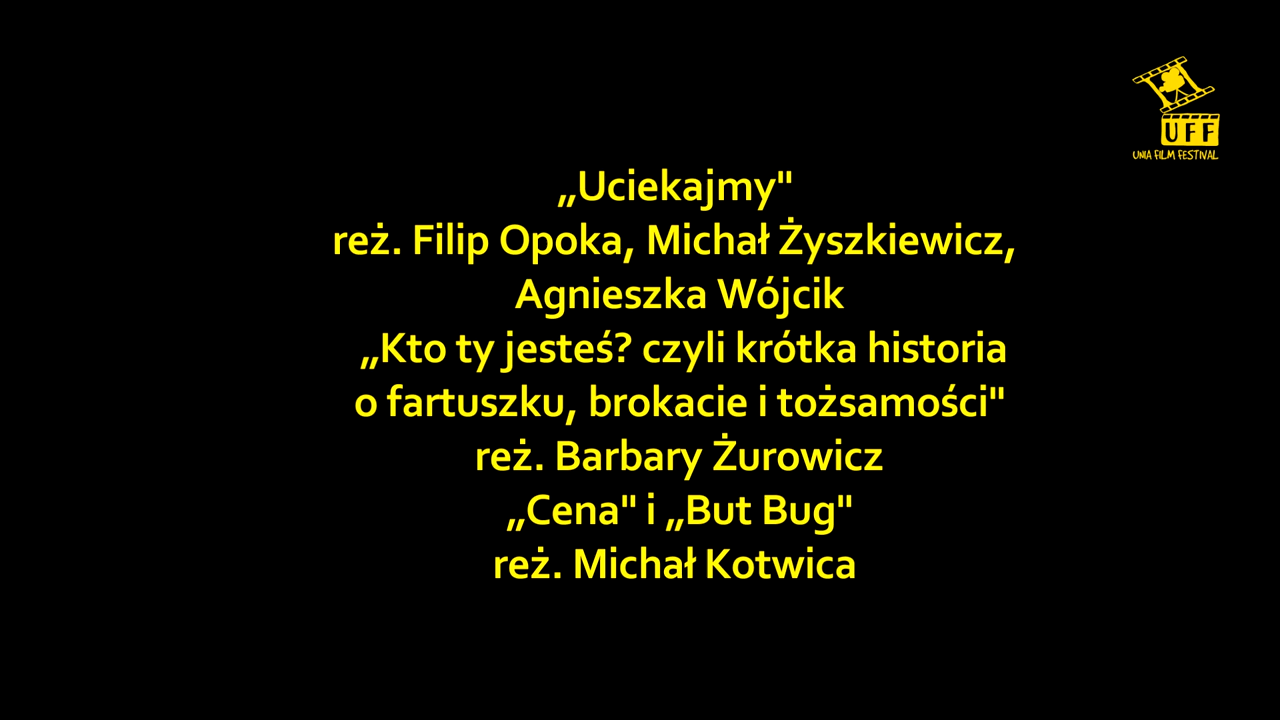 UFF
UNIA FILM FESTIVAL
„Uciekajmy"
reż. Filip Opoka, Michał Żyszkiewicz,
Agnieszka Wójcik
„Kto ty jesteś? czyli krótka historia
o fartuszku, brokacie i tożsamości"
reż. Barbary Żurowicz
„Cena" i „But Bug"
reż. Michał Kotwica